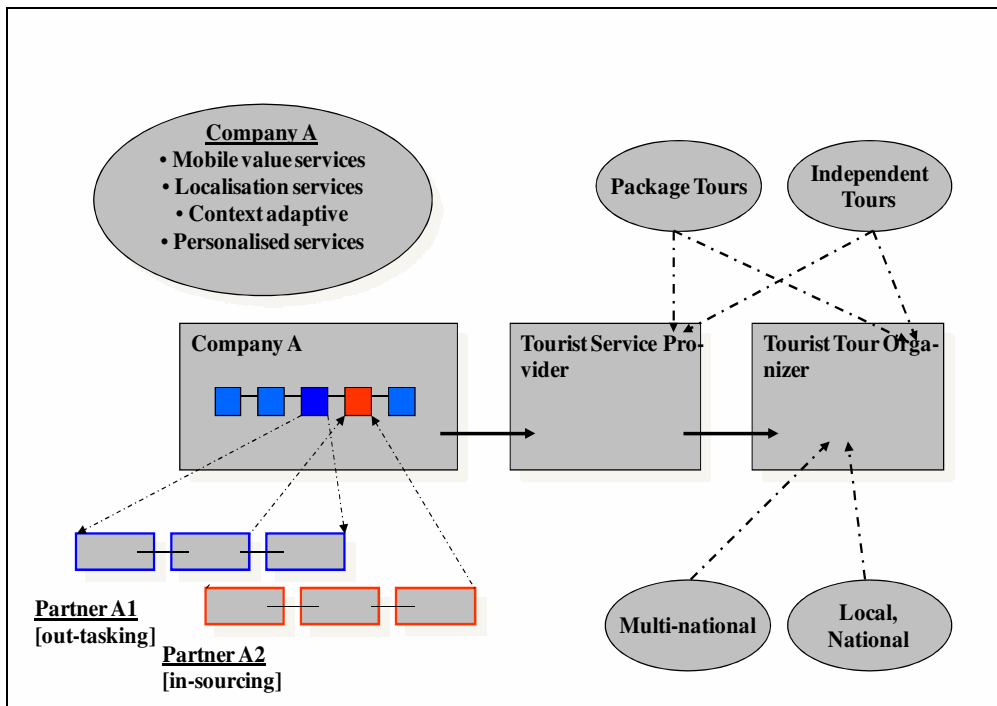 Company A
• Mobile value services
• Localisation services
• Context adaptive
• Personalised services
Package Tours
Independent
Tours
Company A
Tourist Service Pro-
vider
Tourist Tour Orga-
nizer
Partner A1
[out-tasking]
Partner A2
[in-sourcing]
Multi-national
Local,
National